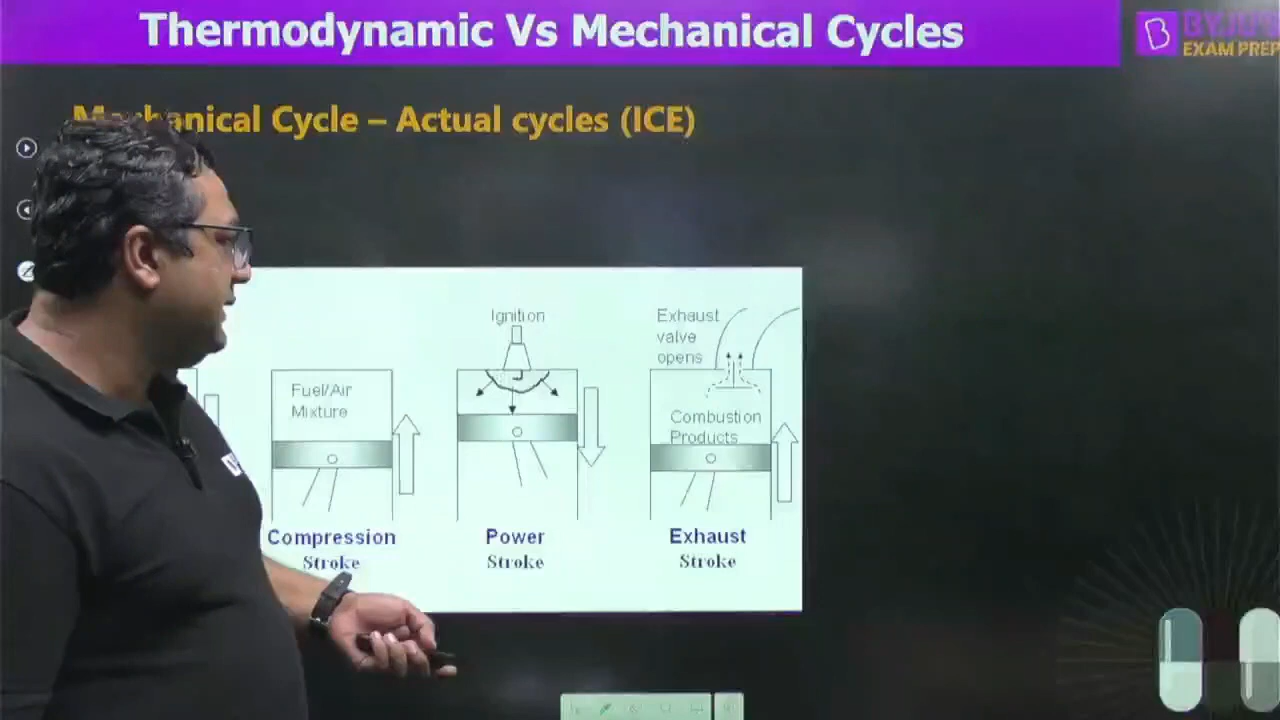 Thermodynamic Vs Mechanical Cycles
EXAM PREP
Cycle – Actual cycles (ICE)
Ignition
Exhaust
valve
opens
Fuel/Air
Mixture
Combustion
Products
Compression
Stroke
Power
Stroke
Exhaust
Stroke